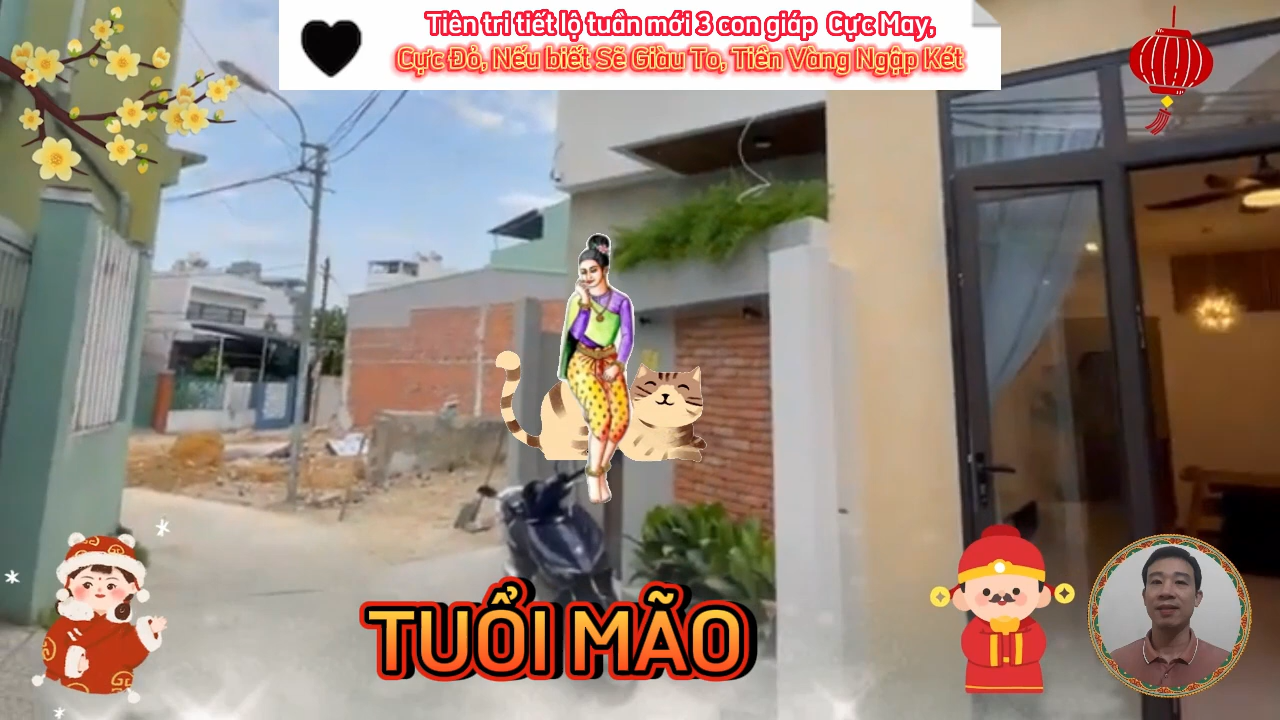 Tiên tri tiết lộ tuần mới 3 con giáp Cực May,
Cực Đỏ, Nếu biết Sẽ Giàu To, Tiền Vàng Ngập Két
TUỔI MÃO